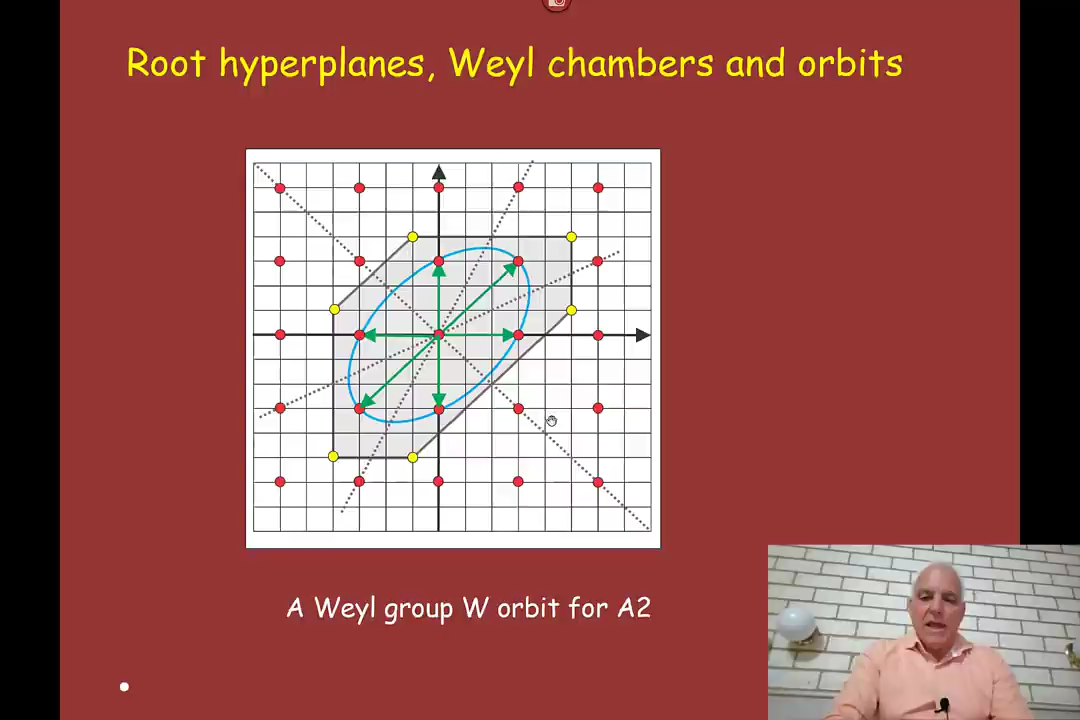 Root hyperplanes, Weyl chambers and orbits
A Weyl group W orbit for A2